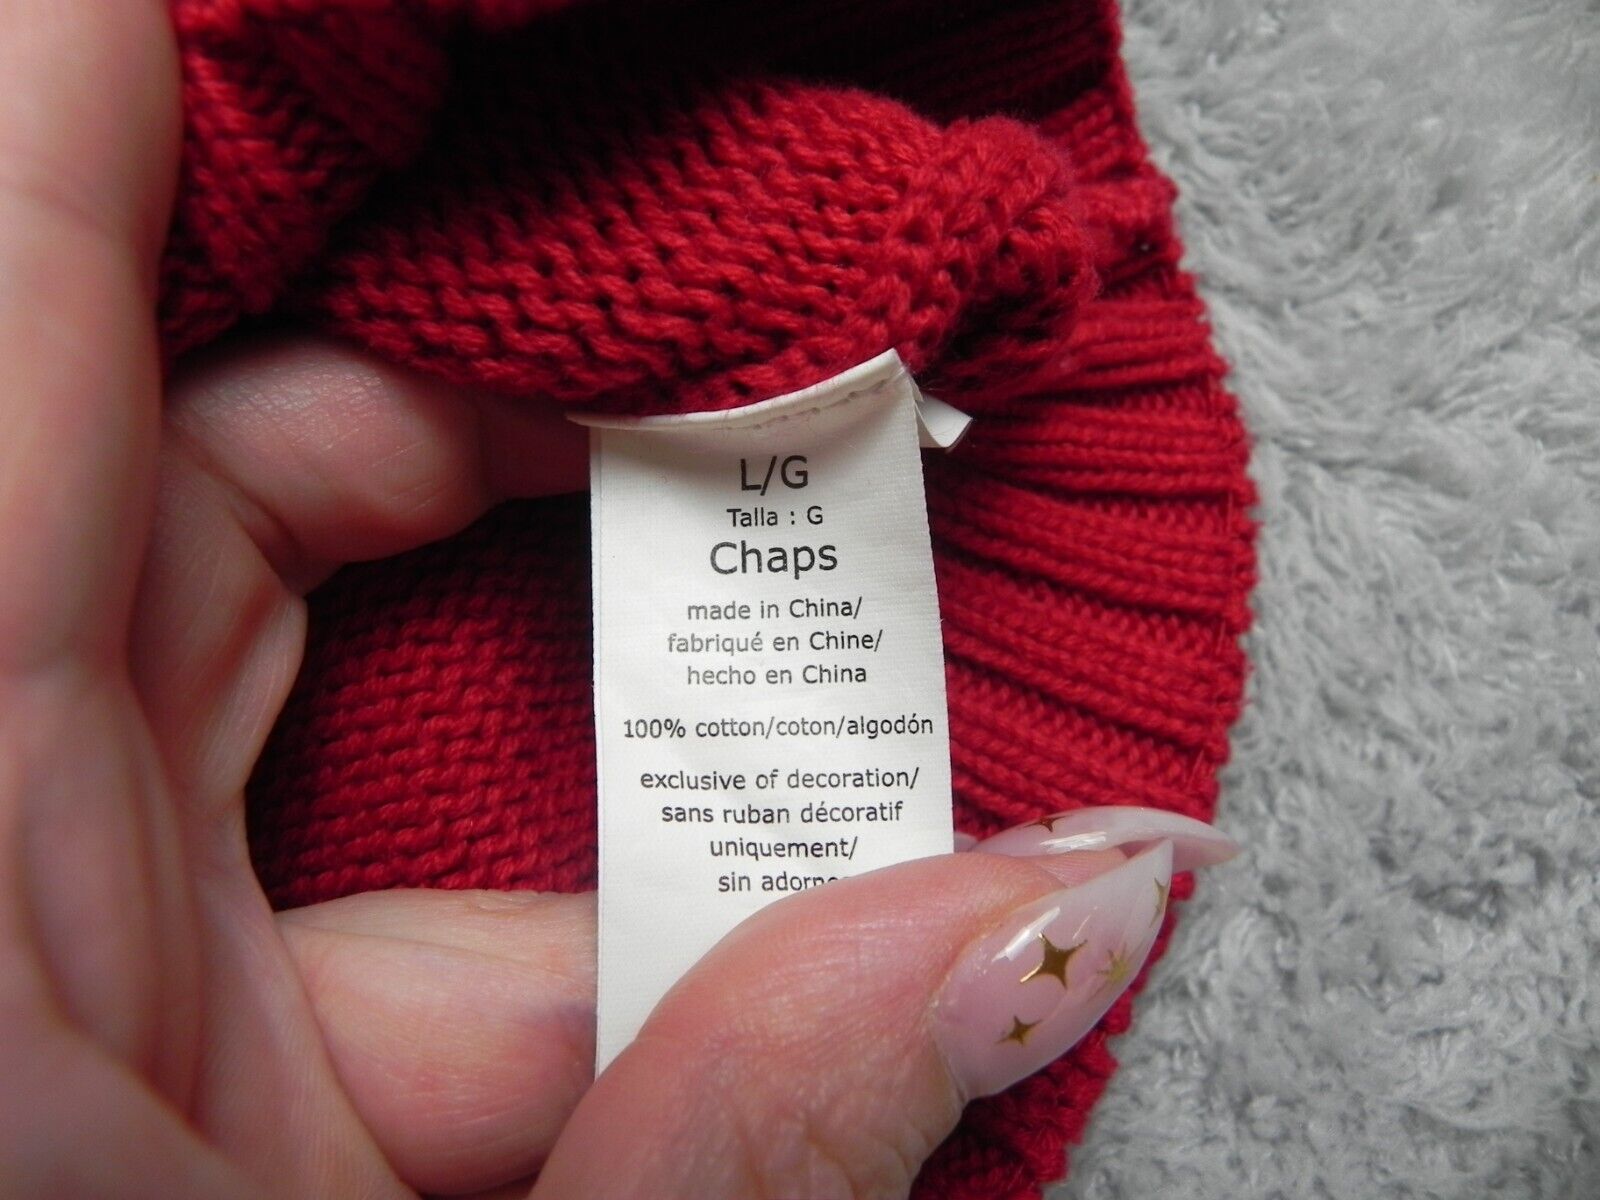 L/G
Talla : G
Chaps
made in China/
fabriqué en Chine/
hecho en China
100% cotton/coton/algodón
exclusive of decoration/
sans ruban décoratif
uniquement/
sin